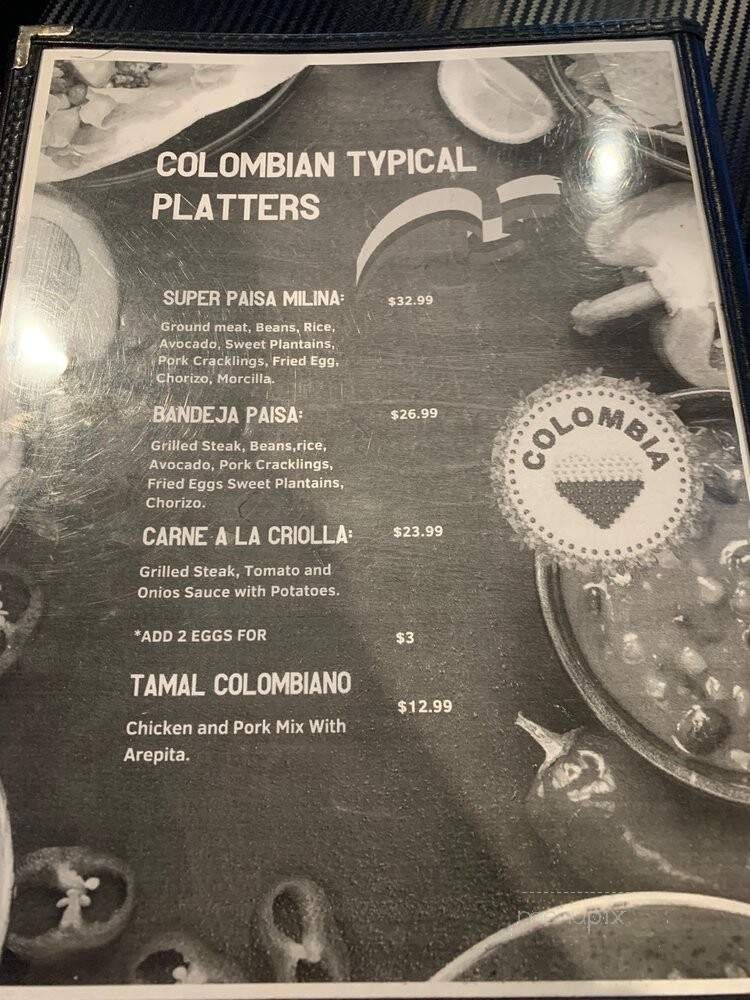 COLOMBIAN TYPICAL
PLATTERS
SUPER PAISA MILINA: $32.99
Ground meat, Beans, Rice,
Avocado, Sweet Plantains,
Pork Cracklings, Fried Egg,
Chorizo, Morcilla.
BANDEJA PAISA: $26.99
Grilled Steak, Beans,rice,
Avocado, Pork Cracklings,
Fried Eggs Sweet Plantains,
Chorizo.
COLOMBIA
CARNE A LA CRIOLLA: $23.99
Grilled Steak, Tomato and
Onios Sauce with Potatoes.
*ADD 2 EGGS FOR $3
TAMAL COLOMBIANO $12.99
Chicken and Pork Mix With
Arepita.